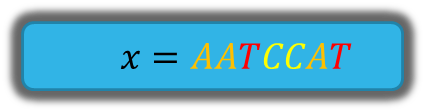 x = AATCCAT